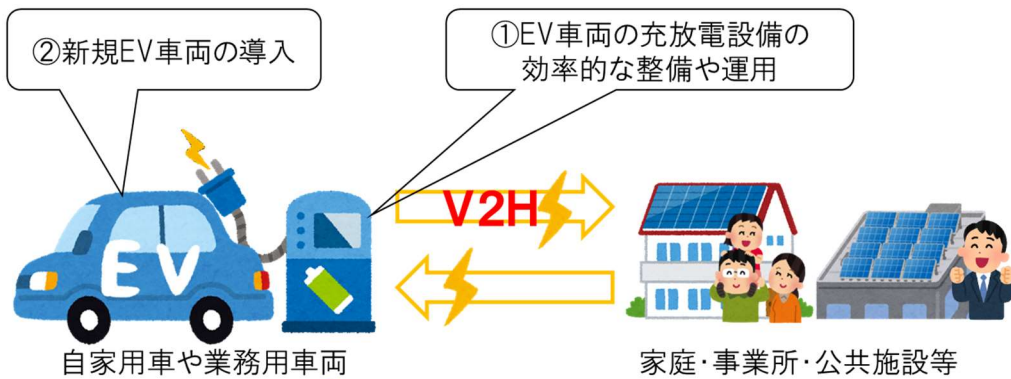 ②新規EV車両の導入
①EV車両の充放電設備の
効率的な整備や運用
V2H
EV
自家用車や業務用車両
家庭・事業所・公共施設等